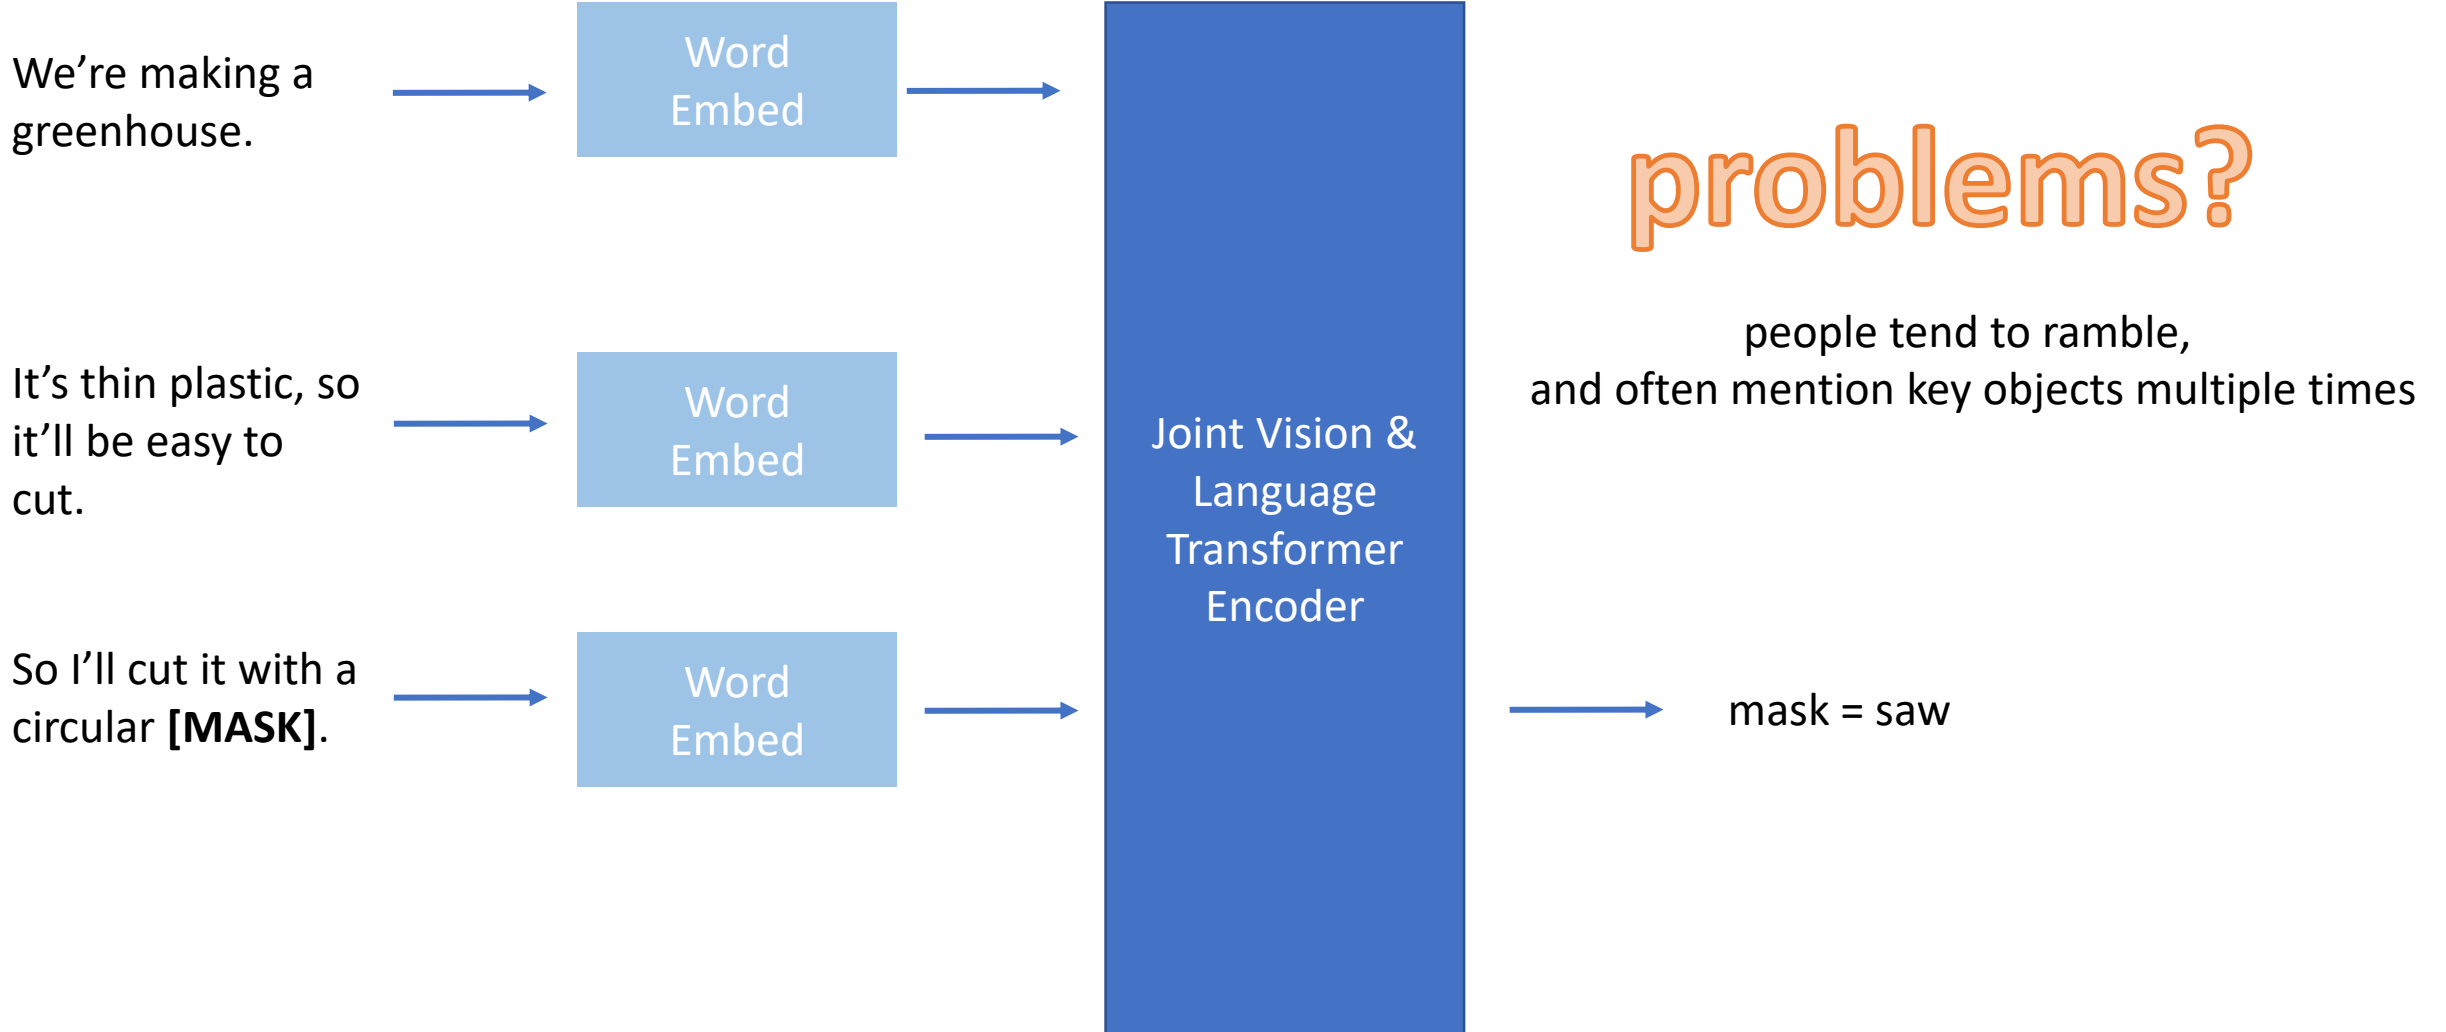 We’re making a
greenhouse.
Word
Embed
problems?
people tend to ramble,
and often mention key objects multiple times
It’s thin plastic, so
it’ll be easy to
cut.
Word
Embed
Joint Vision &
Language
Transformer
Encoder
So I’ll cut it with a
circular [MASK].
Word
Embed
mask = saw